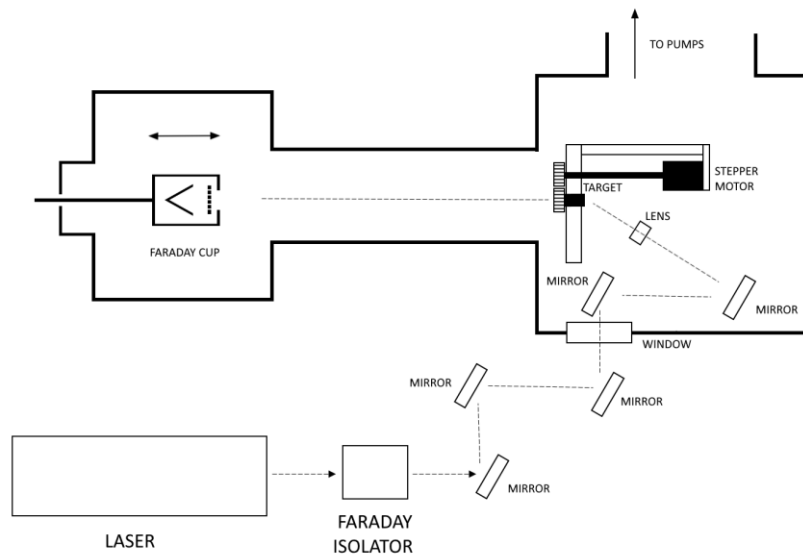 TO PUMPS
STEPPER
MOTOR
TARGET
LENS
FARADAY CUP
MIRROR
MIRROR
WINDOW
MIRROR
MIRROR
MIRROR
FARADAY
ISOLATOR
LASER